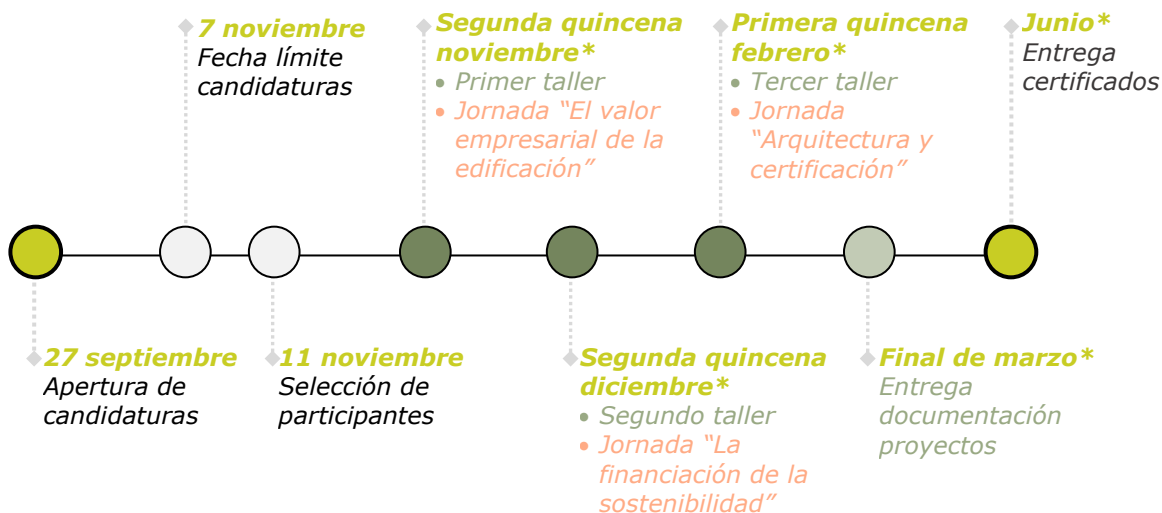 7 noviembre
Fecha límite
candidaturas
Segunda quincena
noviembre*
• Primer taller
• Jornada “El valor
empresarial de la
edificación”
Primera quincena
febrero*
• Tercer taller
• Jornada
“Arquitectura y
certificación”
Junio*
Entrega
certificados
27 septiembre
Apertura de
candidaturas
11 noviembre
Selección de
participantes
Segunda quincena
diciembre*
• Segundo taller
• Jornada “La
financiación de la
sostenibilidad”
Final de marzo*
Entrega
documentación
proyectos